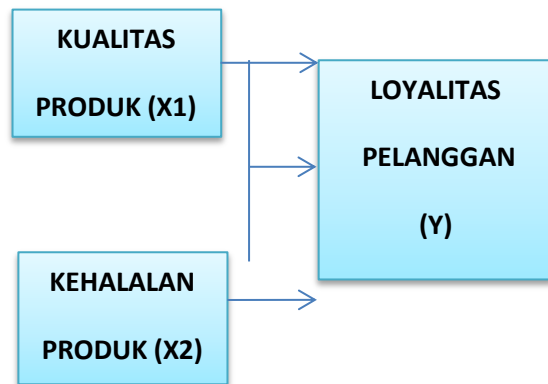 KUALITAS
PRODUK (X1)
LOYALITAS
PELANGGAN
(Y)
KEHALALAN
PRODUK (X2)